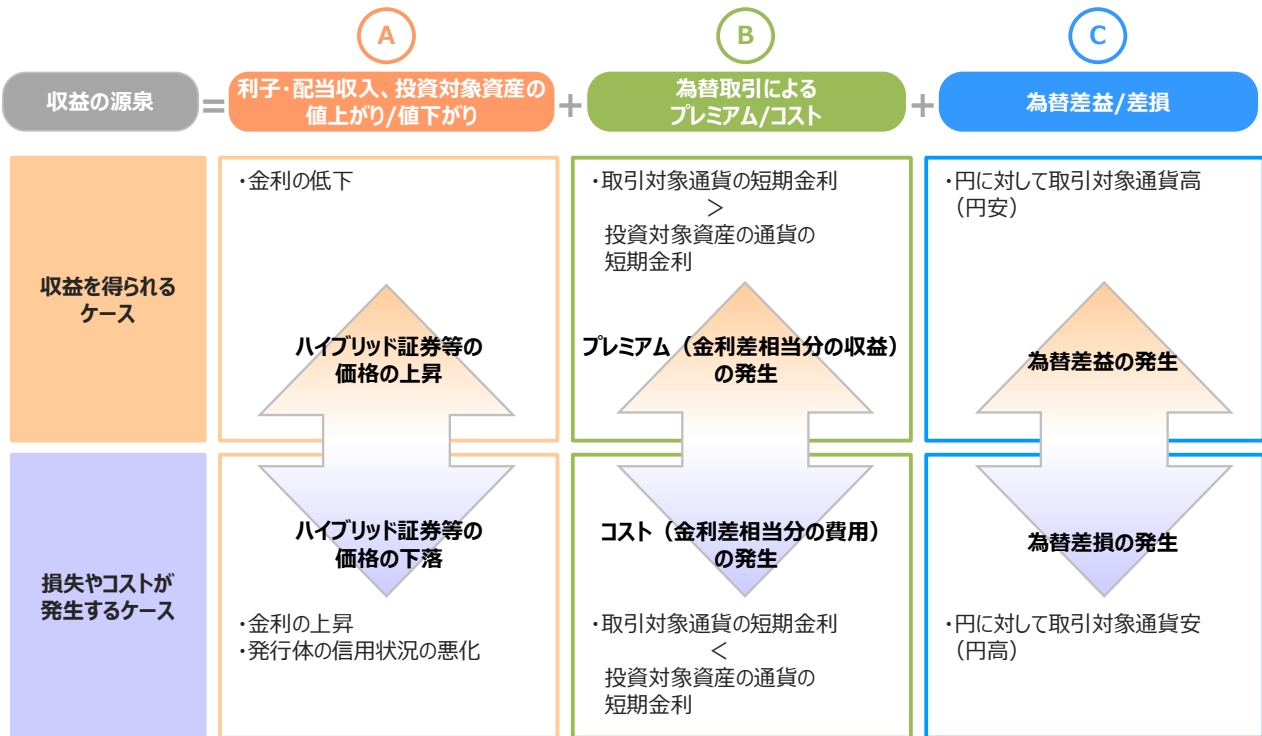 A
B
C
収益の源泉
=
利子・配当収入、投資対象資産の
値上がり/値下がり
+
為替取引による
プレミアム/コスト
+
為替差益/差損
収益を得られる
ケース
・金利の低下
ハイブリッド証券等の
価格の上昇
・取引対象通貨の短期金利
＞
投資対象資産の通貨の
短期金利
プレミアム（金利差相当分の収益）
の発生
・円に対して取引対象通貨高
（円安）
為替差益の発生
損失やコストが
発生するケース
ハイブリッド証券等の
価格の下落
・金利の上昇
・発行体の信用状況の悪化
コスト（金利差相当分の費用）
の発生
・取引対象通貨の短期金利
＜
投資対象資産の通貨の
短期金利
為替差損の発生
・円に対して取引対象通貨安
（円高）